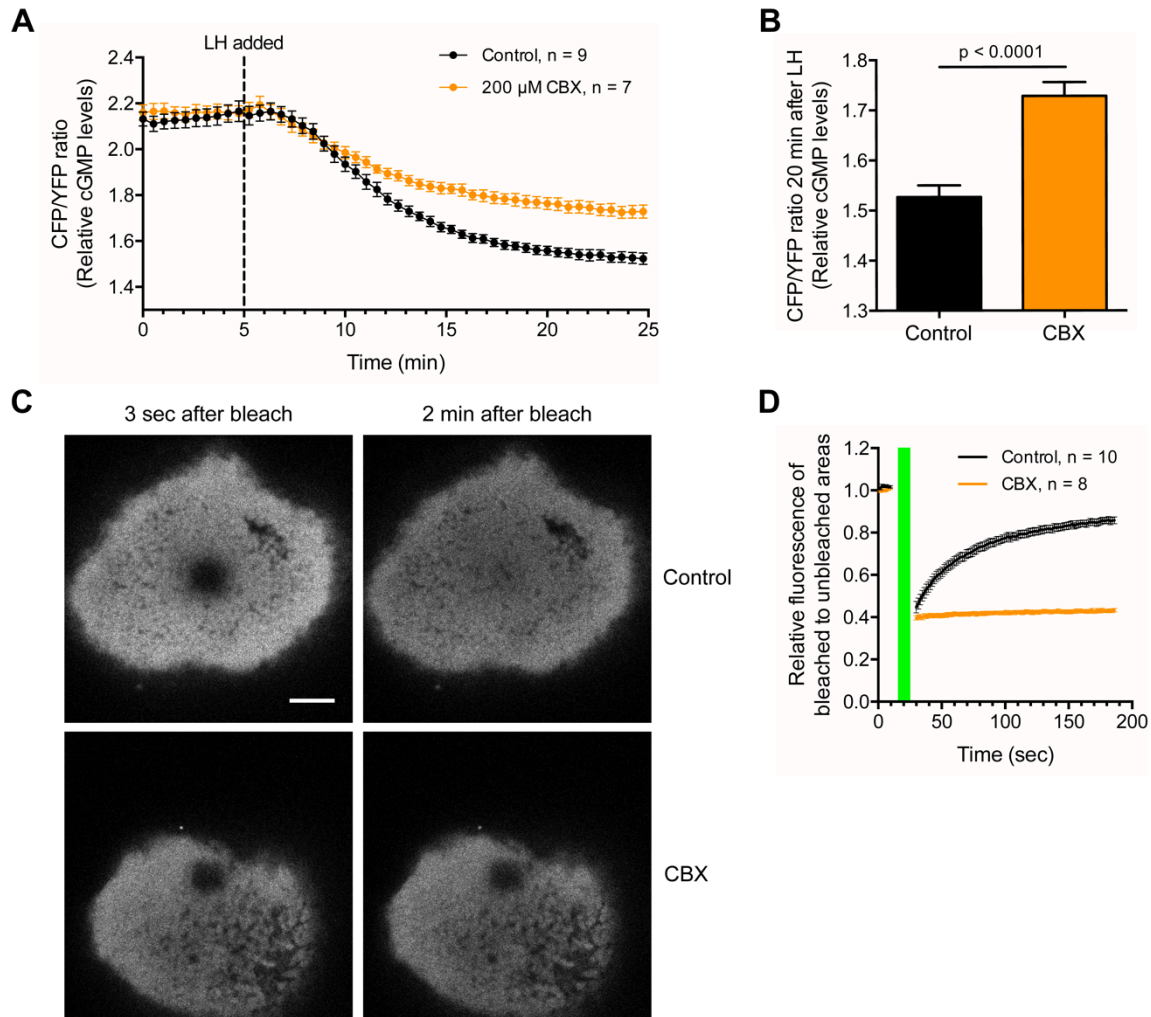 A
LH added
Control, n = 9
200 µM CBX, n = 7
CFP/YFP ratio
(Relative cGMP levels)
2.4
2.2
2.0
1.8
1.6
1.4
0 5 10 15 20 25
Time (min)
B
p < 0.0001
CFP/YFP ratio 20 min after LH
(Relative cGMP levels)
1.8
1.7
1.6
1.5
1.4
1.3
Control CBX
C
3 sec after bleach 2 min after bleach
Control
CBX
D
Control, n = 10
CBX, n = 8
Relative fluorescence of
bleached to unbleached areas
1.2
1.0
0.8
0.6
0.4
0.2
0.0
0 50 100 150 200
Time (sec)